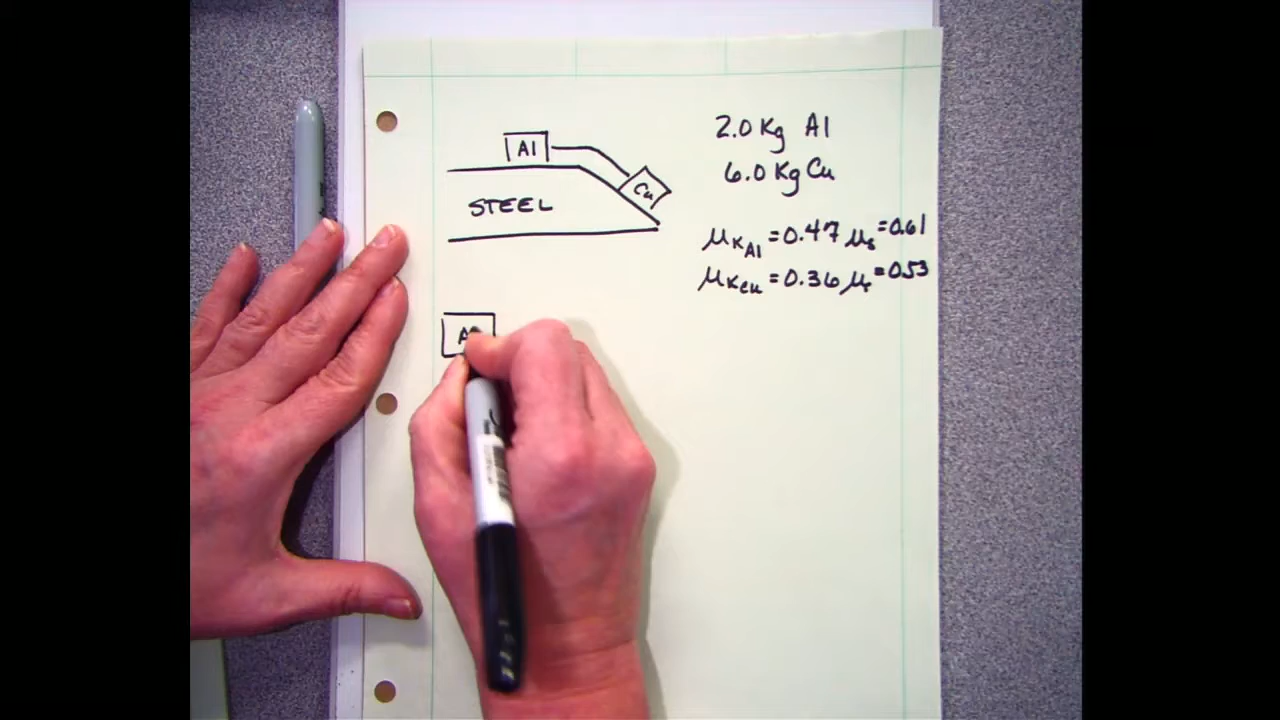 2.0 Kg Al
Al
6.0 Kg Cu
Cu
STEEL
μKAl = 0.47 μs = 0.61
μKCu = 0.36 μs = 0.53